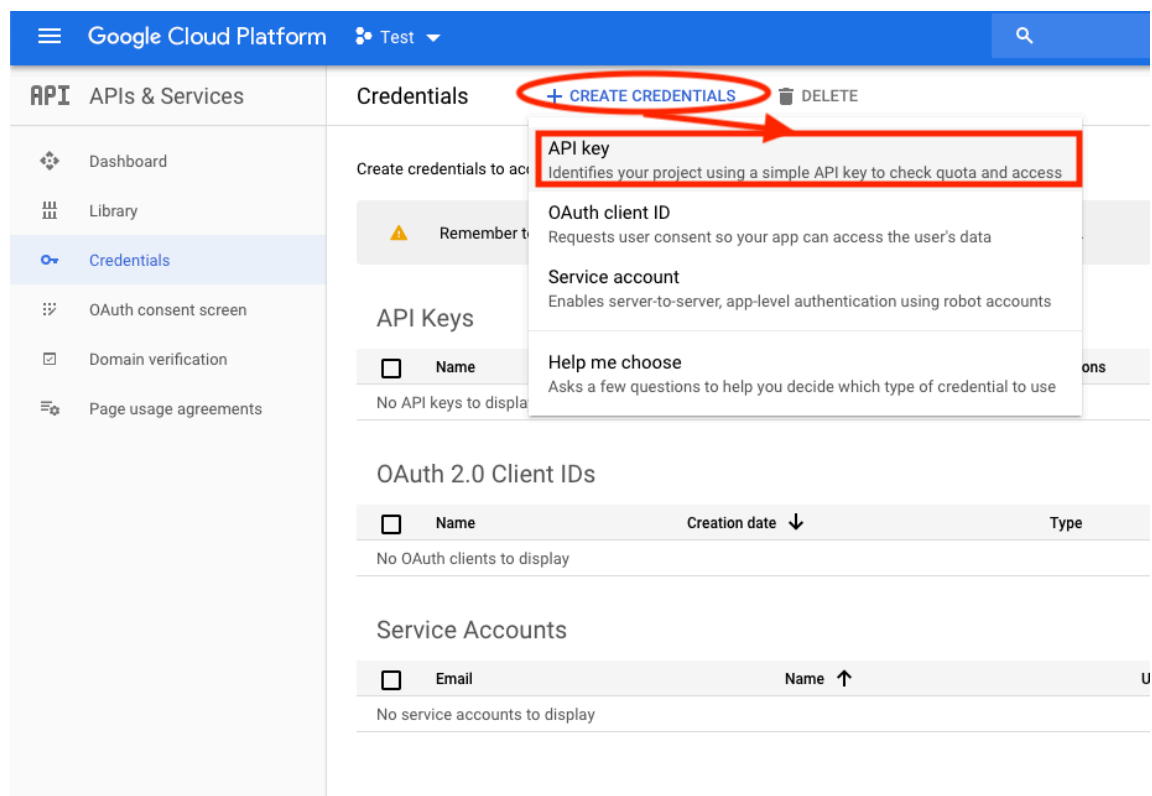 Google Cloud Platform Test
API APIs & Services
Dashboard
Library
Credentials
OAuth consent screen
Domain verification
Page usage agreements
Credentials + CREATE CREDENTIALS DELETE
Create credentials to
API key
Identifies your project using a simple API key to check quota and access
OAuth client ID
Requests user consent so your app can access the user's data
Service account
Enables server-to-server, app-level authentication using robot accounts
Help me choose
Asks a few questions to help you decide which type of credential to use
Remember
API Keys
Name
No API keys to
OAuth 2.0 Client IDs
Name Creation date Type
No OAuth clients to display
Service Accounts
Email Name
No service accounts to display